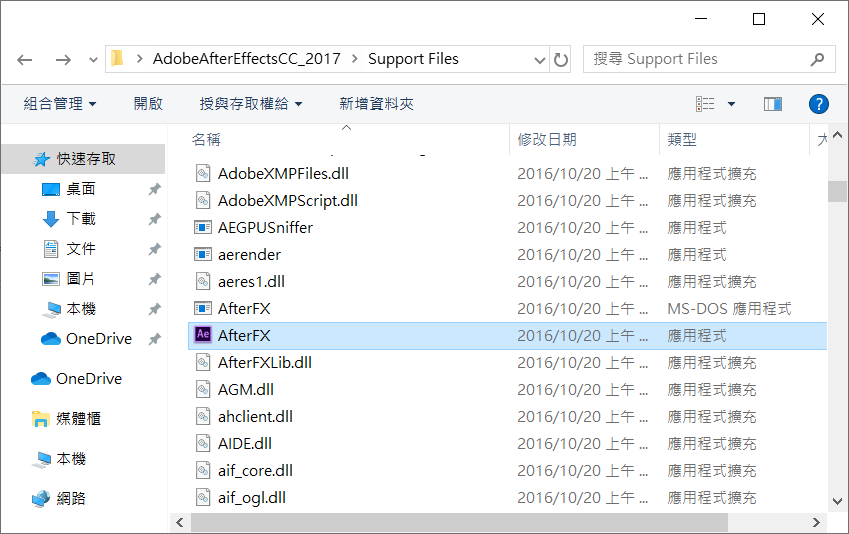 AdobeAfterEffectsCC_2017 Support Files 搜尋 Support Files
組合管理 開啟 授與存取權給 新增資料夾 ?
名稱 修改日期 類型 大
快速存取
桌面
下載
文件
圖片
本機
OneDrive
OneDrive
媒體櫃
本機
網路
AdobeXMPFiles.dll 2016/10/20 上午 ... 應用程式擴充
AdobeXMPScript.dll 2016/10/20 上午 ... 應用程式擴充
AEGPUSniffer 2016/10/20 上午 ... 應用程式
aerender 2016/10/20 上午 ... 應用程式
aeres1.dll 2016/10/20 上午 ... 應用程式擴充
AfterFX 2016/10/20 上午 ... MS-DOS 應用程式
Ae AfterFX 2016/10/20 上午 ... 應用程式
AfterFXLib.dll 2016/10/20 上午 ... 應用程式擴充
AGM.dll 2016/10/20 上午 ... 應用程式擴充
ahclient.dll 2016/10/20 上午 ... 應用程式擴充
AIDE.dll 2016/10/20 上午 ... 應用程式擴充
aif_core.dll 2016/10/20 上午 ... 應用程式擴充
aif_ogl.dll 2016/10/20 上午 ... 應用程式擴充